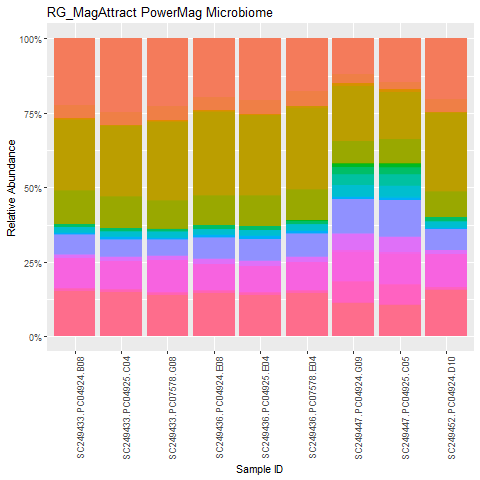 RG_MagAttract PowerMag Microbiome
Relative Abundance
100%
75%
50%
25%
0%
SC249433.PC04924.B08
SC249433.PC04925.C04
SC249433.PC07578.G08
SC249436.PC04924.E08
SC249436.PC04925.E04
SC249436.PC07578.E04
SC249447.PC04924.G09
SC249447.PC04925.C05
SC249452.PC04924.D10
Sample ID